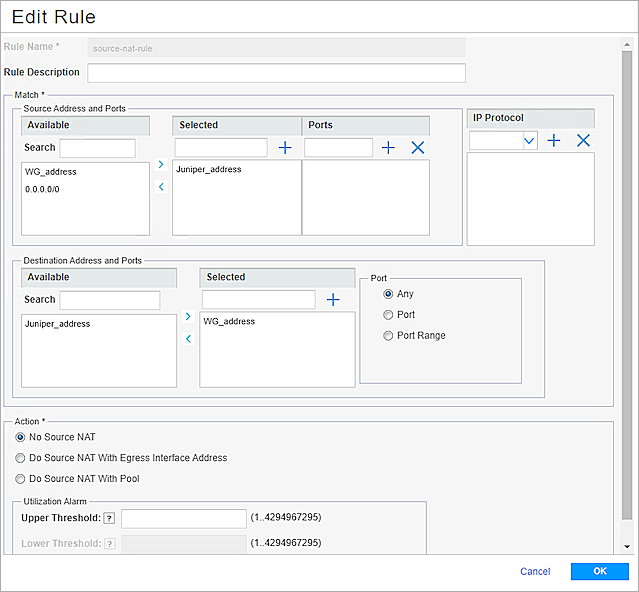 Edit Rule
Rule Name *
source-nat-rule
Rule Description
Match *
Source Address and Ports
Available
Selected
Ports
IP Protocol
Search
WG_address
0.0.0.0/0
Juniper_address
Destination Address and Ports
Available
Selected
Port
Search
Any
Juniper_address
WG_address
Port
Port Range
Action *
No Source NAT
Do Source NAT With Egress Interface Address
Do Source NAT With Pool
Utilization Alarm
Upper Threshold: ? (1..4294967295)
Lower Threshold: ? (1..4294967295)
Cancel
OK